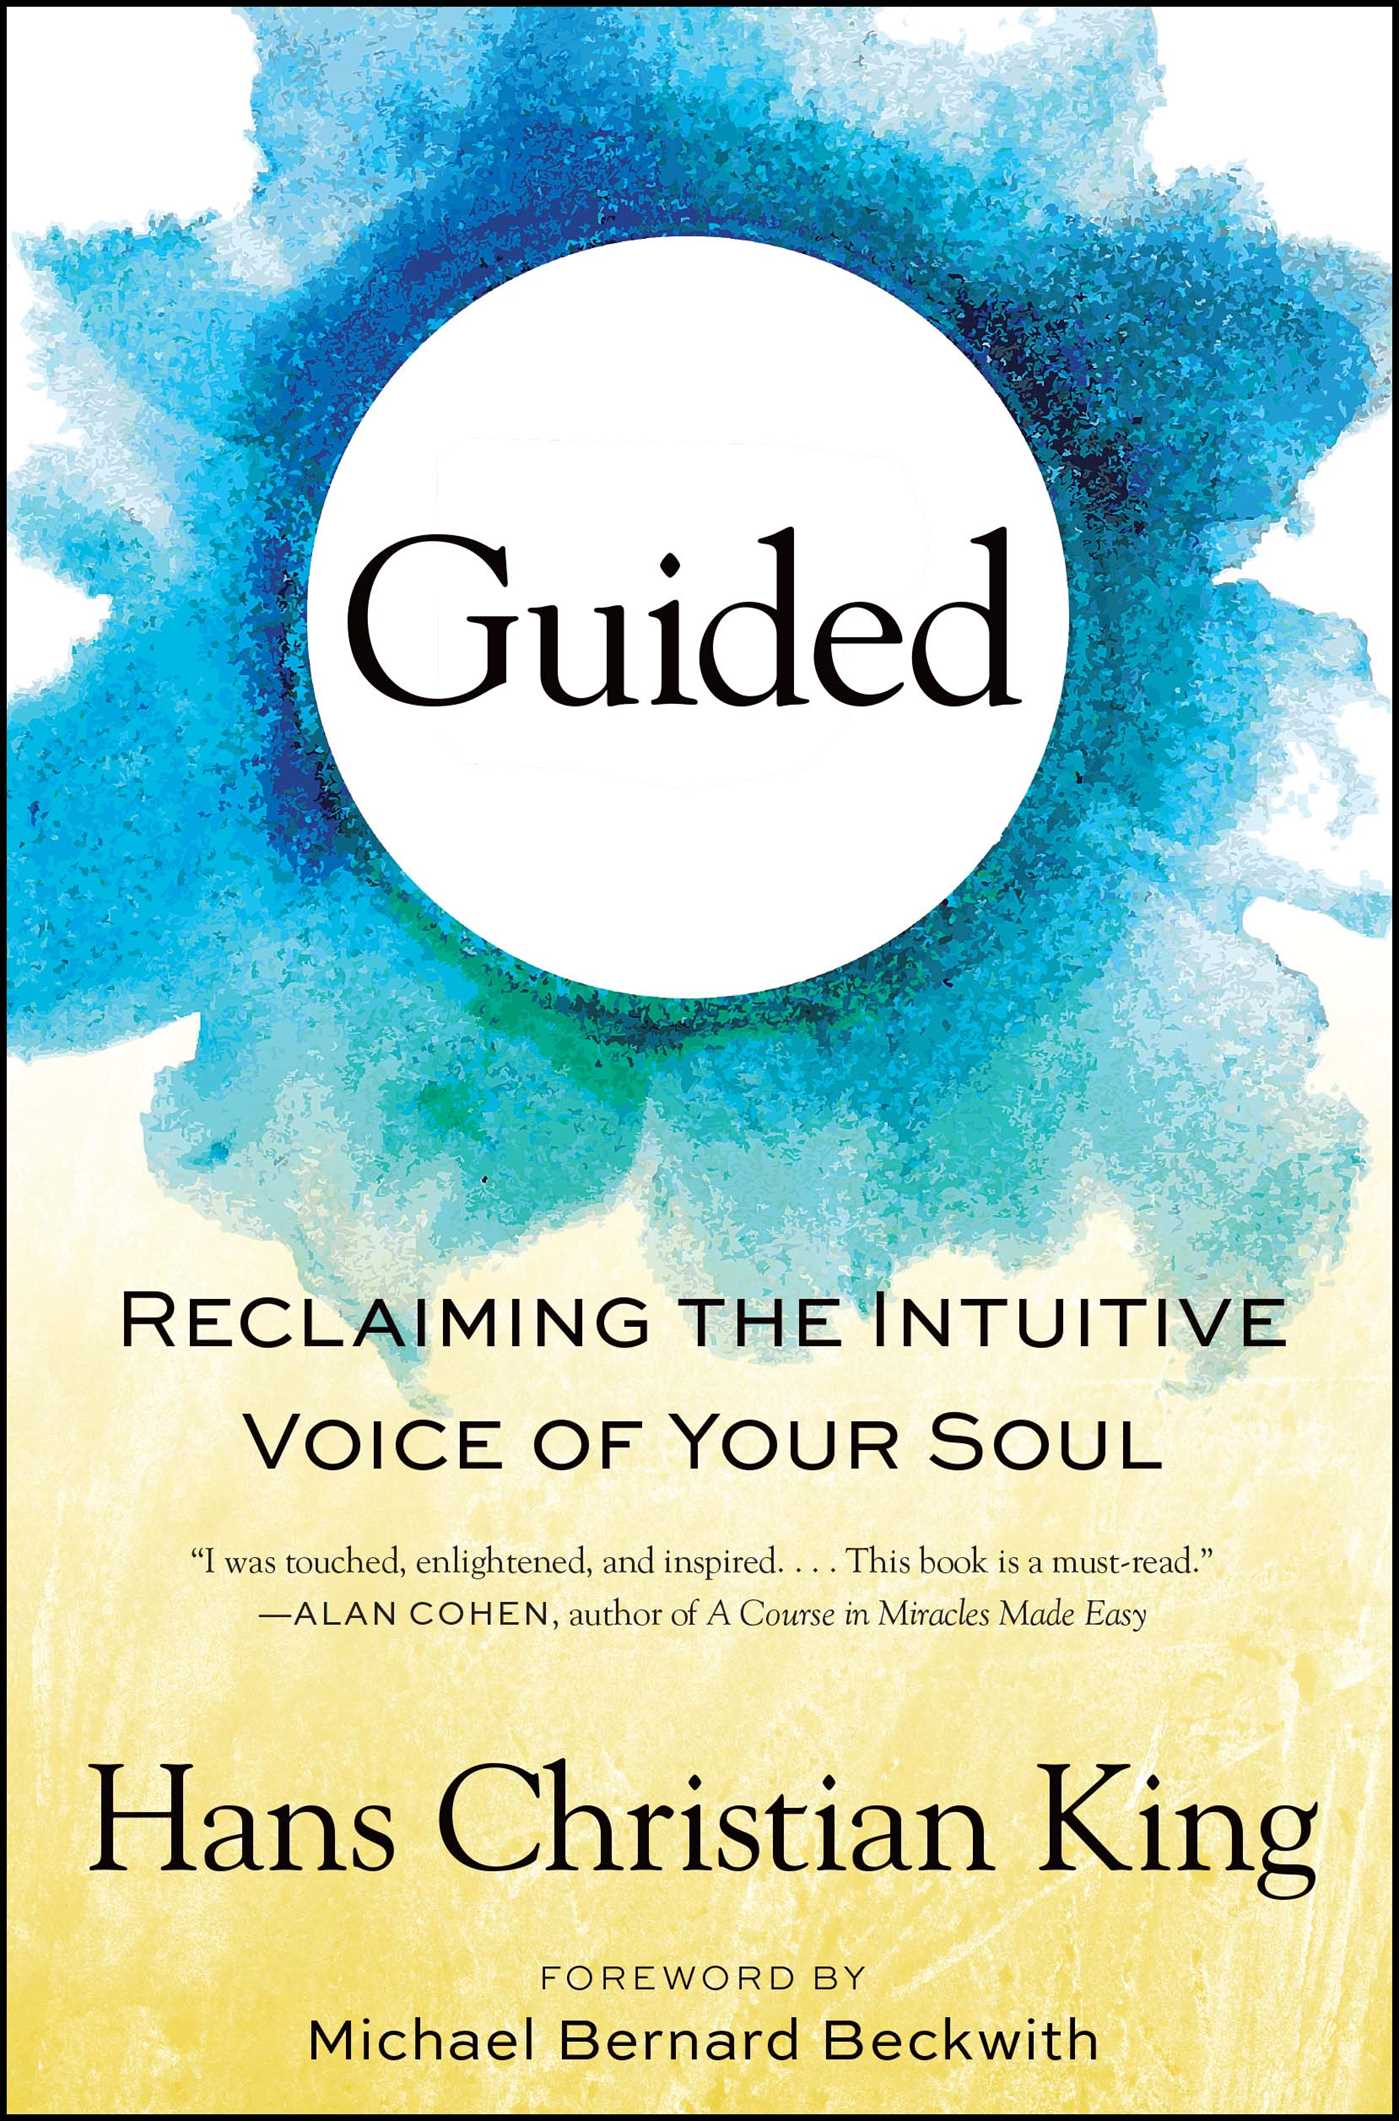 Guided
Reclaiming the Intuitive
Voice of Your Soul
“I was touched, enlightened, and inspired. . . . This book is a must-read.”
—ALAN COHEN, author of A Course in Miracles Made Easy
Hans Christian King
FOREWORD BY
Michael Bernard Beckwith